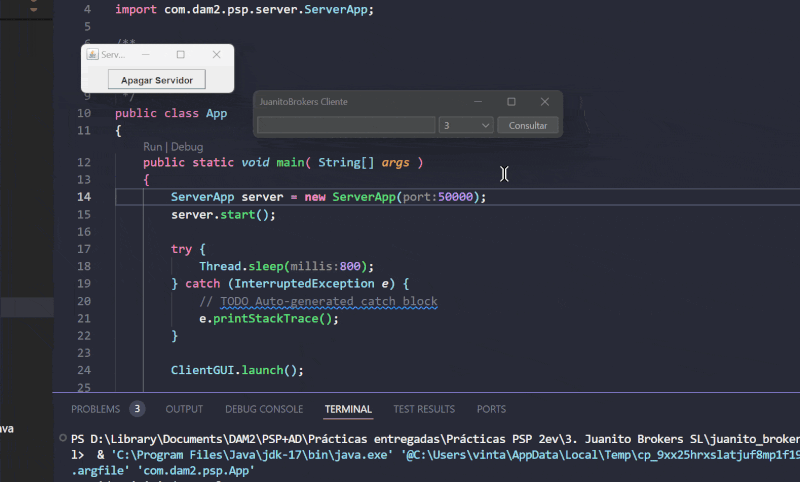 4 import com.dam2.psp.server.ServerApp;
5
6 /**
Serv...
Apagar Servidor
9 */
10 public class App
11 {
JuanitoBrokers Cliente
3 Consultar
Run | Debug
12 public static void main( String[] args )
13 {
14 ServerApp server = new ServerApp(port:50000);
15 server.start();
16
17 try {
18 Thread.sleep(millis:800);
19 } catch (InterruptedException e) {
20 // TODO Auto-generated catch block
21 e.printStackTrace();
22 }
23
24 ClientGUI.launch();
25
PROBLEMS 3 OUTPUT DEBUG CONSOLE TERMINAL TEST RESULTS PORTS
ava
PS D:\Library\Documents\DAM2\PSP+AD\Prácticas entregadas\Prácticas PSP 2ev\3. Juanito Brokers SL\juanito_broker
l> & 'C:\Program Files\Java\jdk-17\bin\java.exe' '@C:\Users\vinta\AppData\Local\Temp\cp_9xx25hrxslatjuf8mp1f19
.argfile' 'com.dam2.psp.App'